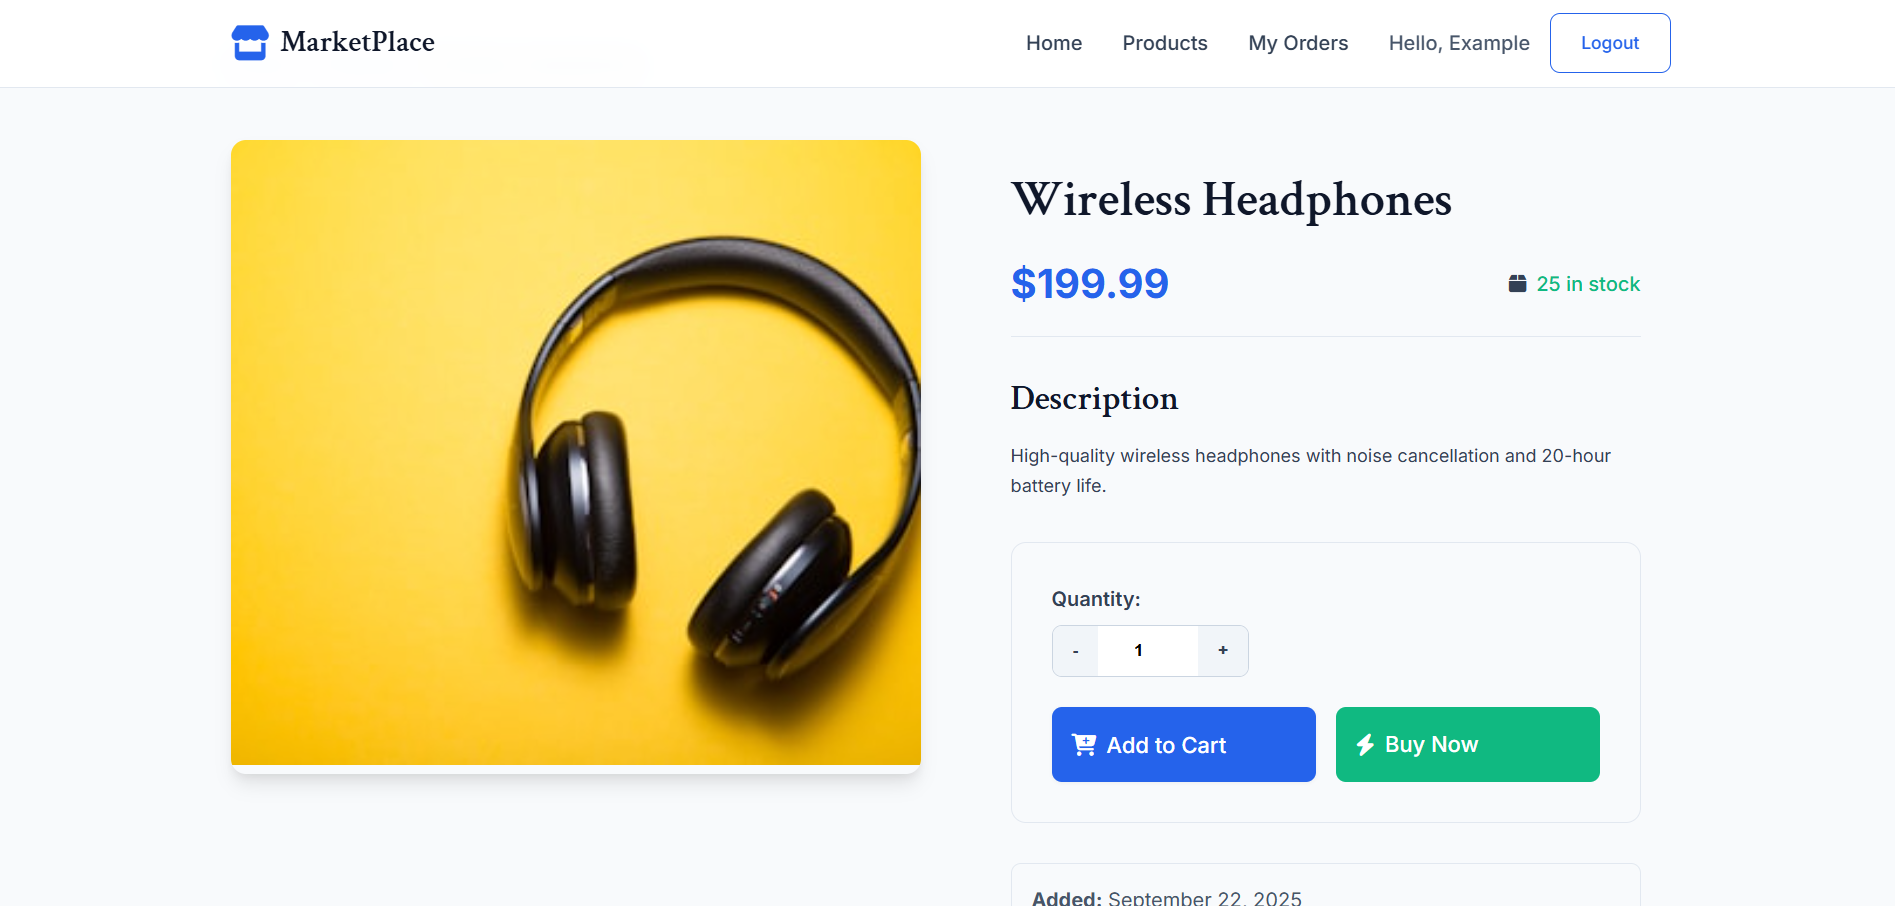 MarketPlace
Home
Products
My Orders
Hello, Example
Logout
Wireless Headphones
$199.99
25 in stock
Description
High-quality wireless headphones with noise cancellation and 20-hour
battery life.
Quantity:
- 1 +
Add to Cart
Buy Now
Added: September 22, 2025